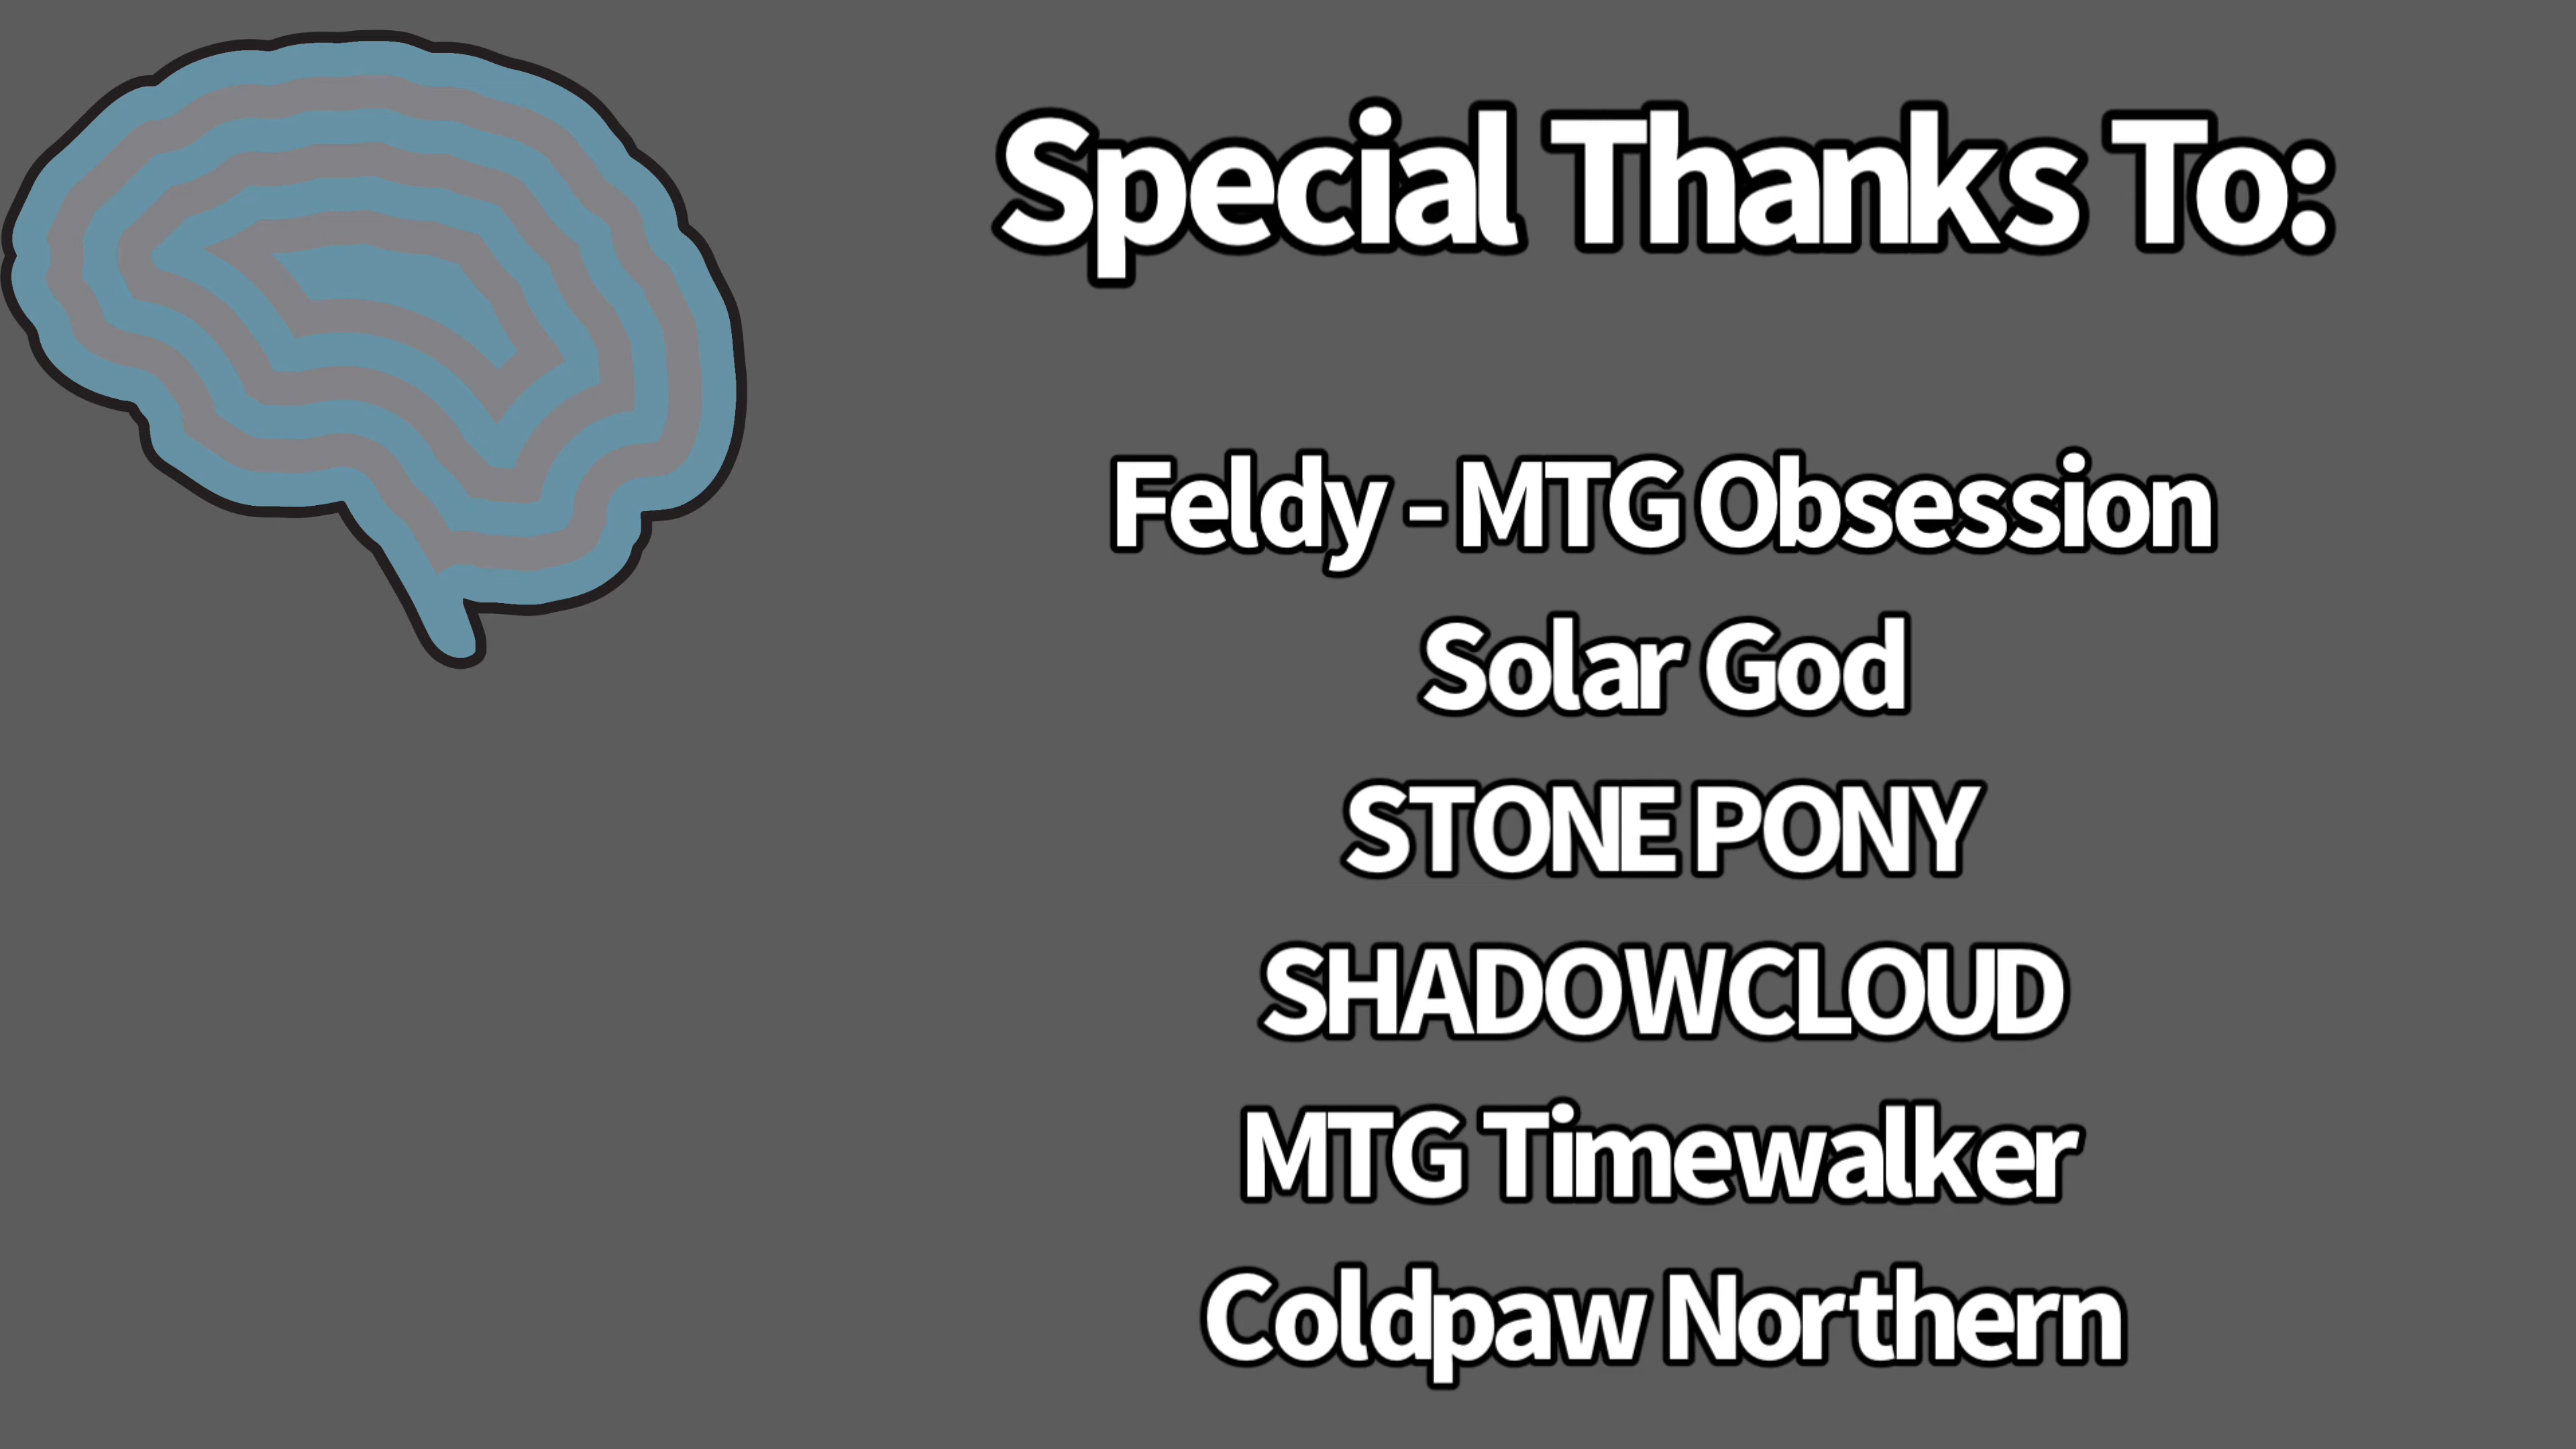 Special Thanks To:
Feldy - MTG Obsession
Solar God
STONE PONY
SHADOWCLOUD
MTG Timewalker
Coldpaw Northern